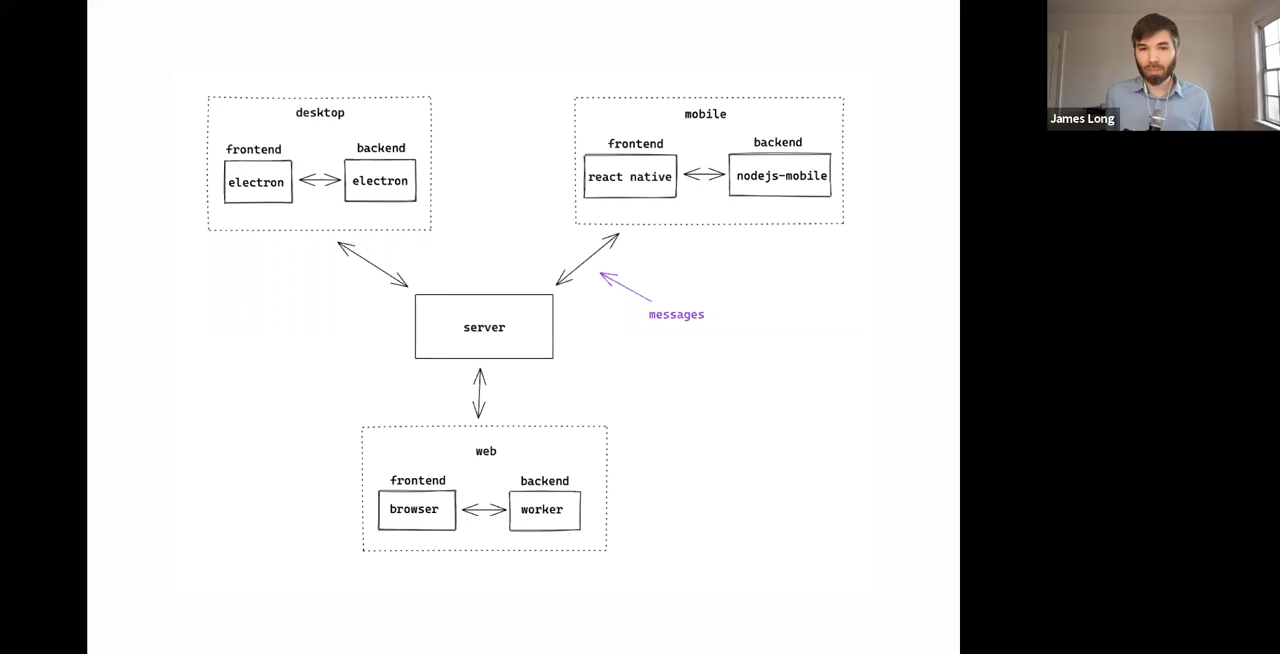 desktop
frontend
backend
electron
electron
mobile
frontend
backend
react native
nodejs-mobile
James Long
messages
server
web
frontend
backend
browser
worker